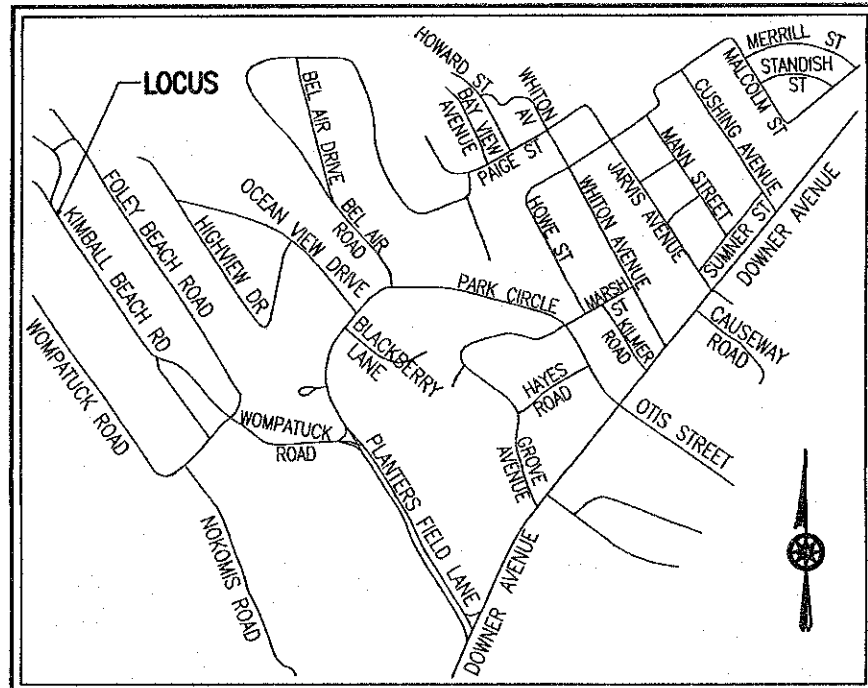 LOCUS
HOWARD ST
BAY VIEW
AVENUE
WHITON
AV
PAIGE ST
MERRILL ST
STANDISH
ST
MALCOLM ST
CUSHING AVENUE
MANN STREET
JARVIS AVENUE
WHITON AVENUE
HOWE ST
SUMNER ST
DOWNER AVENUE
BEL AIR DRIVE
BEL AIR
ROAD
OCEAN VIEW DRIVE
HIGHVIEW DR
FOLEY BEACH ROAD
KIMBALL BEACH RD
WOMPATUCK ROAD
PARK CIRCLE
MARSH
ST
KILMER
ROAD
CAUSEWAY
ROAD
BLACKBERRY
LANE
HAYES
ROAD
OTIS STREET
WOMPATUCK
ROAD
GROVE
AVENUE
PLANTERS FIELD LANE
NOKOMIS ROAD
DOWNER AVENUE